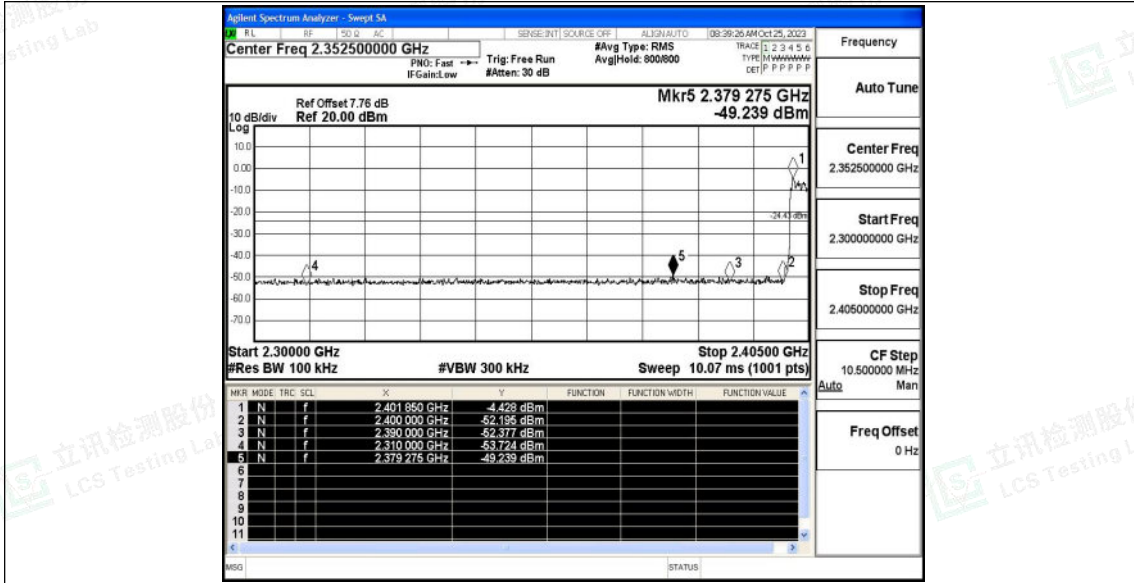 Agilent Spectrum Analyzer - Swept SA
RL RF 50 Ω AC SENSE:INT SOURCE OFF ALIGN AUTO 08:39:26 AM Oct 25, 2023
Center Freq 2.352500000 GHz
PNO: Fast
IFGain:Low
Trig: Free Run
#Atten: 30 dB
#Avg Type: RMS
Avg|Hold: 800/800
TRACE 1 2 3 4 5 6
TYPE M WWWWW
DET P P P P P P
Ref Offset 7.76 dB
Ref 20.00 dBm
10 dB/div
Log
Mkr5 2.379 275 GHz
-49.239 dBm
10.0
0.00
-10.0
-20.0
-30.0
-40.0
-50.0
-60.0
-70.0
-24.43 dBm
1
2
3
4
5
Start 2.30000 GHz Stop 2.40500 GHz
#Res BW 100 kHz #VBW 300 kHz Sweep 10.07 ms (1001 pts)
MKR MODE TRC SCL X Y FUNCTION FUNCTION WIDTH FUNCTION VALUE
1 N f 2.401 850 GHz -4.428 dBm
2 N f 2.400 000 GHz -52.195 dBm
3 N f 2.390 000 GHz -52.377 dBm
4 N f 2.310 000 GHz -53.724 dBm
5 N f 2.379 275 GHz -49.239 dBm
6
7
8
9
10
11
MSG STATUS
Frequency
Auto Tune
Center Freq
2.352500000 GHz
Start Freq
2.300000000 GHz
Stop Freq
2.405000000 GHz
CF Step
10.500000 MHz
Auto Man
Freq Offset
0 Hz
立讯检测股份
LCS Testing Lab
立讯检测股份
LCS Testing Lab